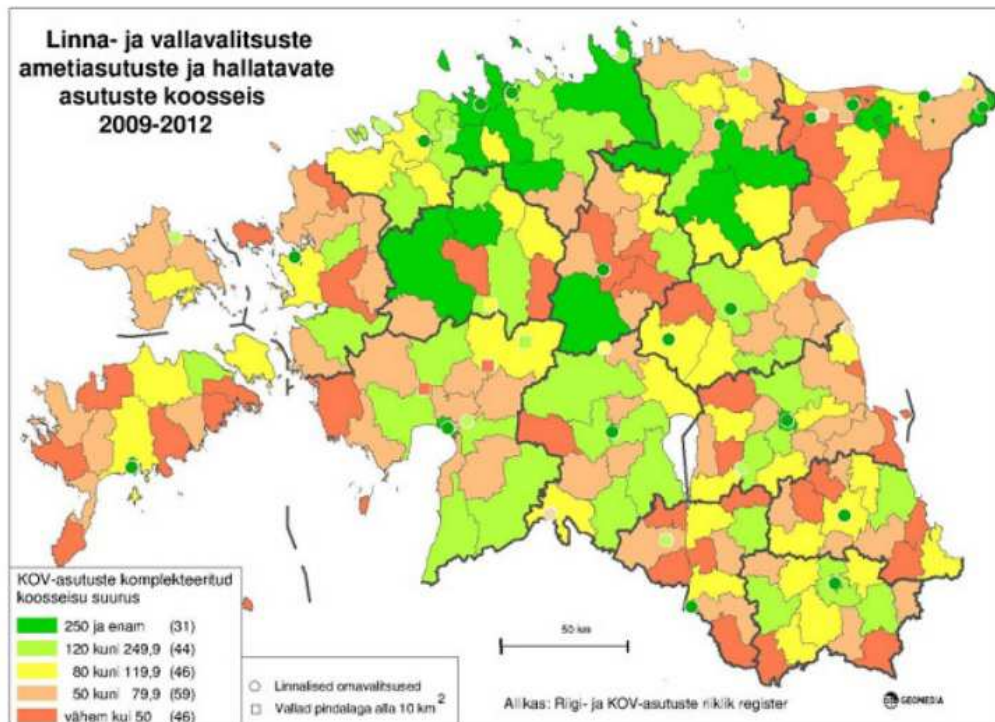 Linna- ja vallavalitsuste
ametiasutuste ja hallatavate
asutuste koosseis
2009-2012
KOV-asutuste komplekteeritud
koosseisu suurus
250 ja enam (31)
120 kuni 249,9 (44)
80 kuni 119,9 (46)
50 kuni 79,9 (59)
vähem kui 50 (46)
Linnalised omavalitsused
Vallad pindalaga alla 10 km 2
50 km
Allikas: Riigi- ja KOV-asutuste riiklik register
GEOMEDIA